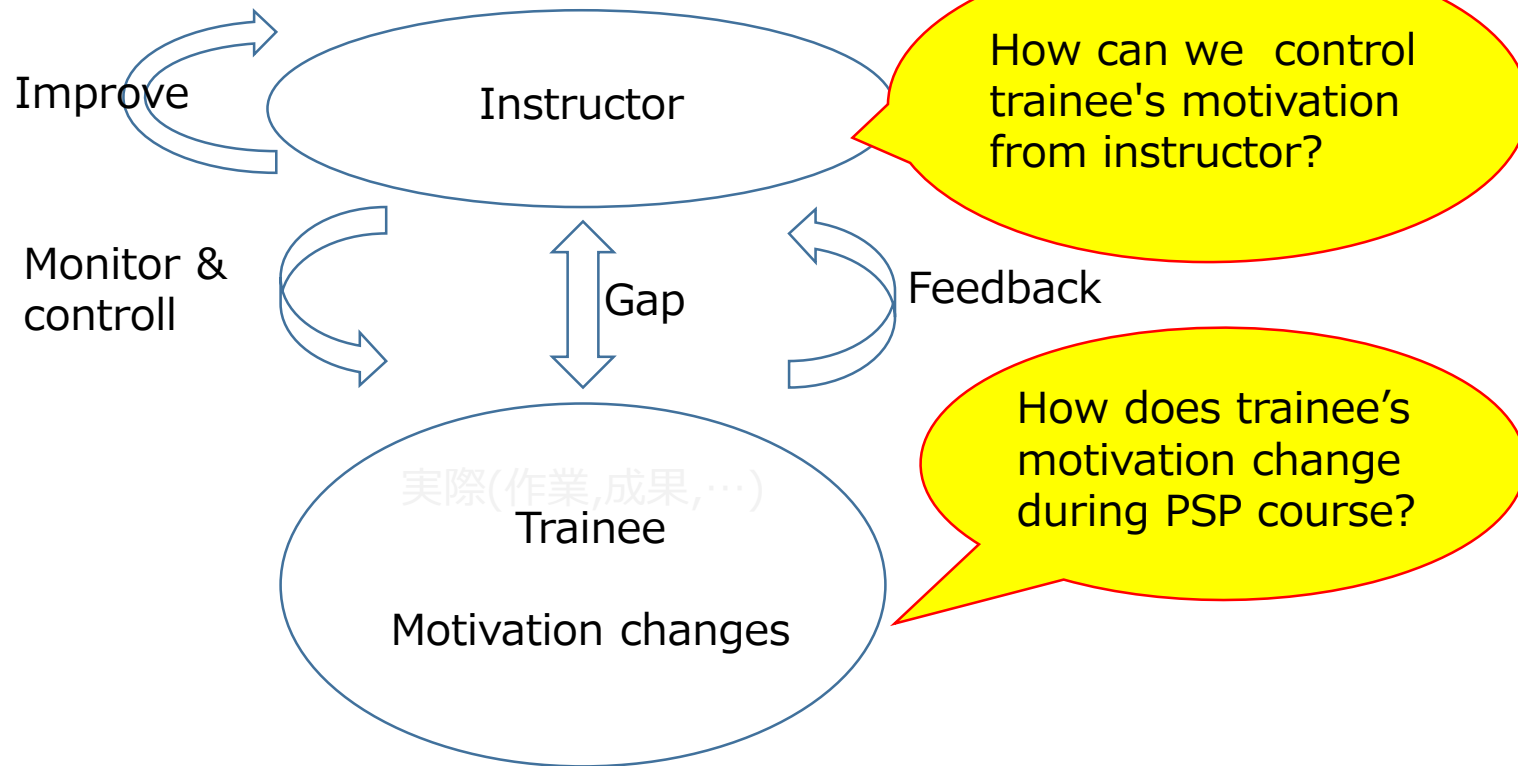 How can we control
trainee's motivation
from instructor?
Improve
Instructor
Monitor &
controll
Gap
Feedback
How does trainee’s
motivation change
during PSP course?
実際(作業,成果,…)
Trainee
Motivation changes